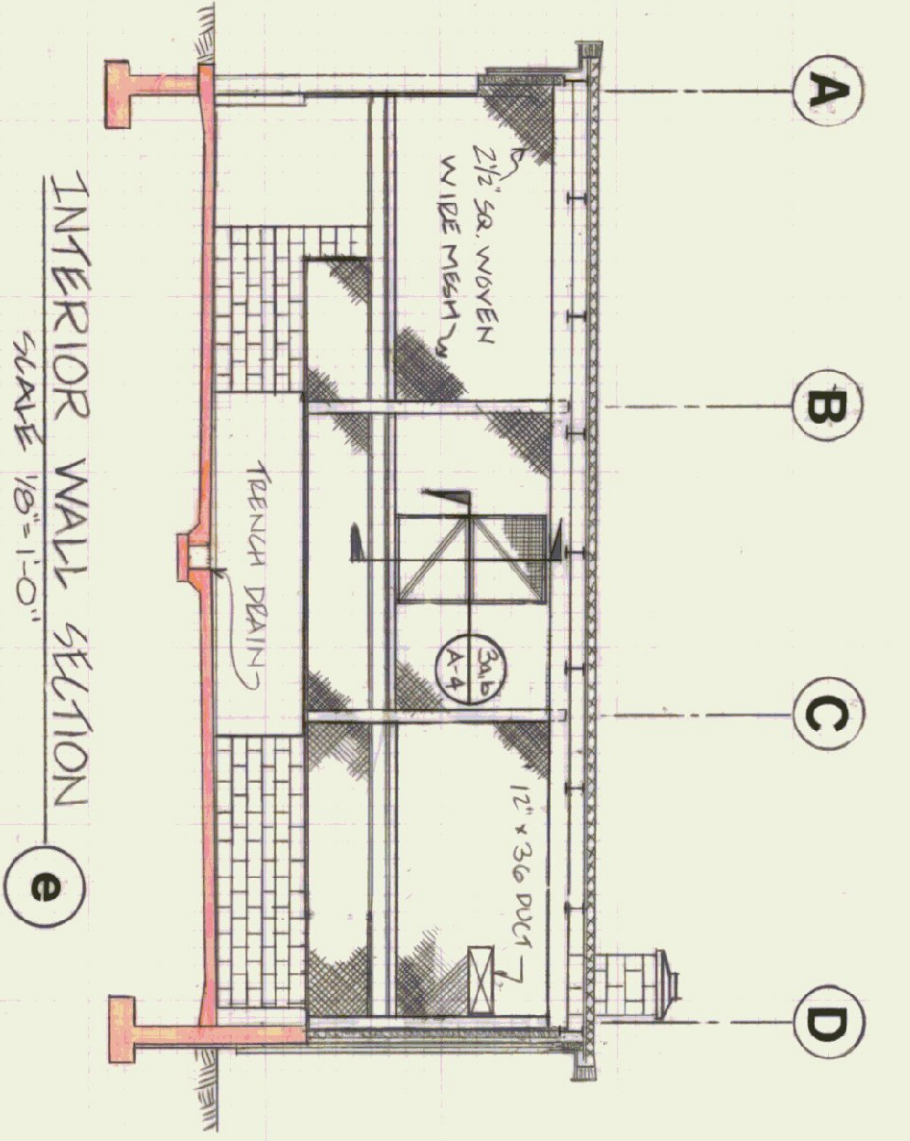 A
B
C
D
2½" SQ. WOVEN
WIRE MESH
TRENCH DRAIN
3a,b
A-4
12" x 36 DUCT
INTERIOR WALL SECTION
SCALE 1/8" = 1'-0"
e